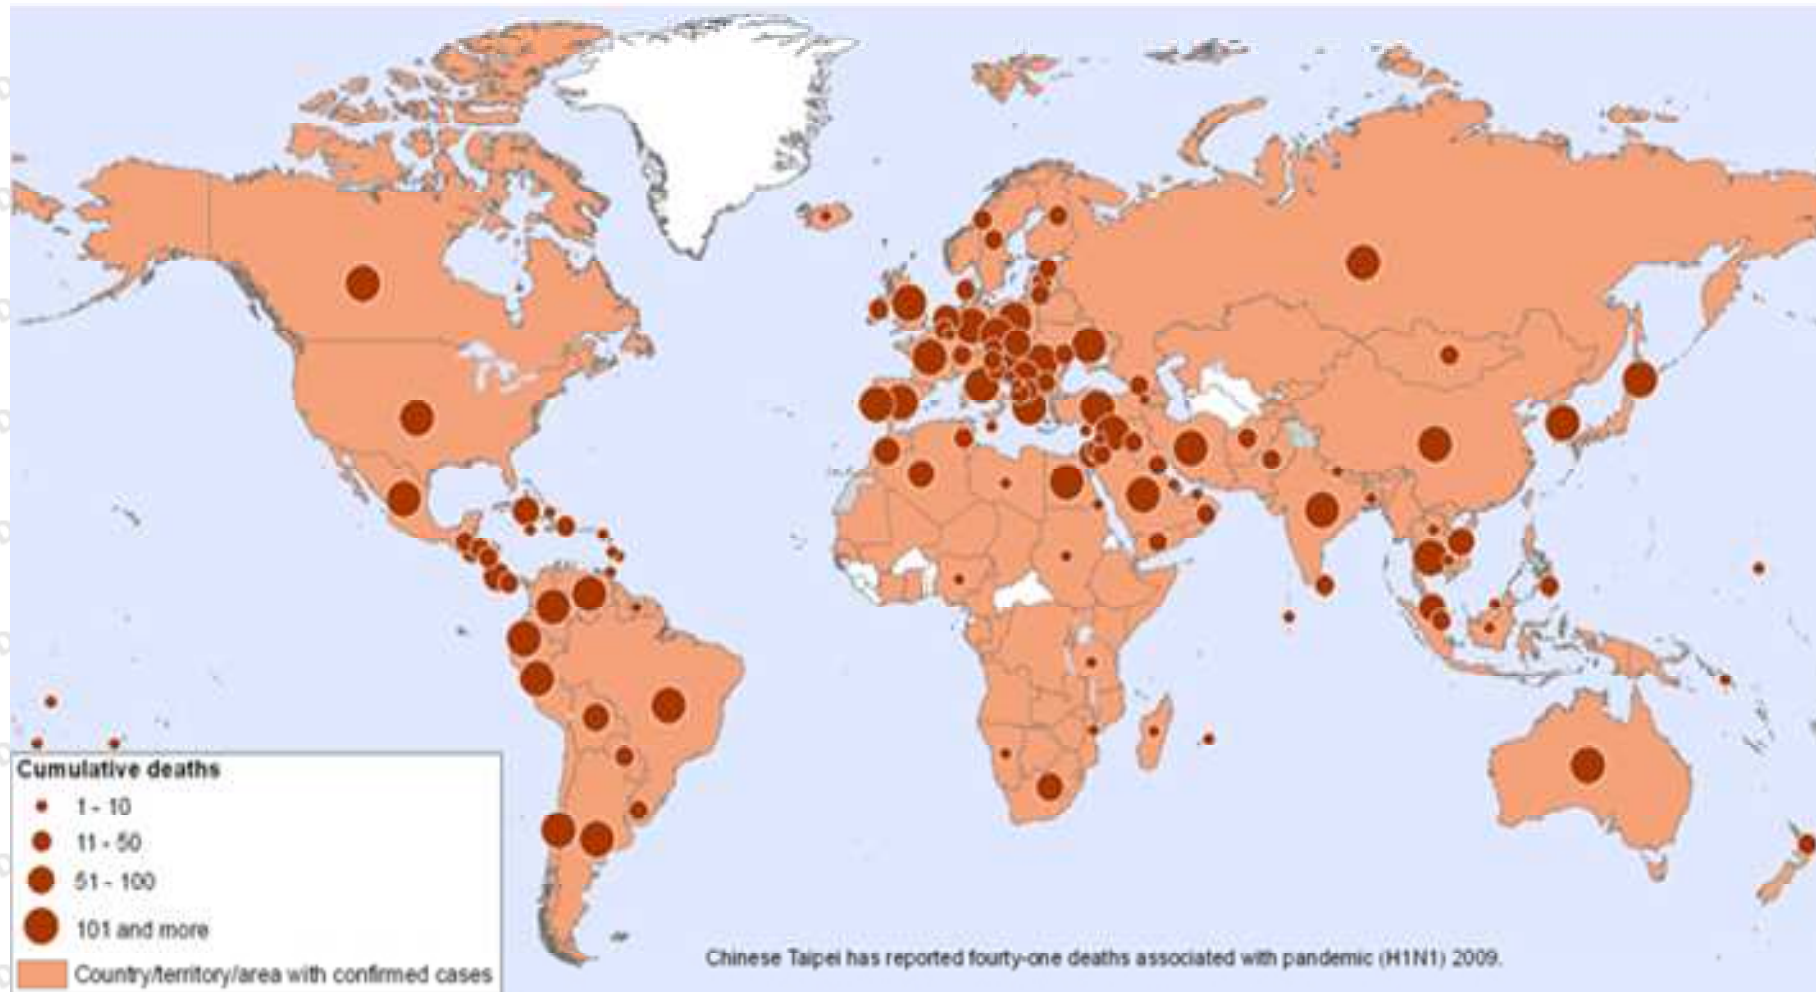 Cumulative deaths
1 - 10
11 - 50
51 - 100
101 and more
Country/territory/area with confirmed cases
Chinese Taipei has reported fourty-one deaths associated with pandemic (H1N1) 2009.